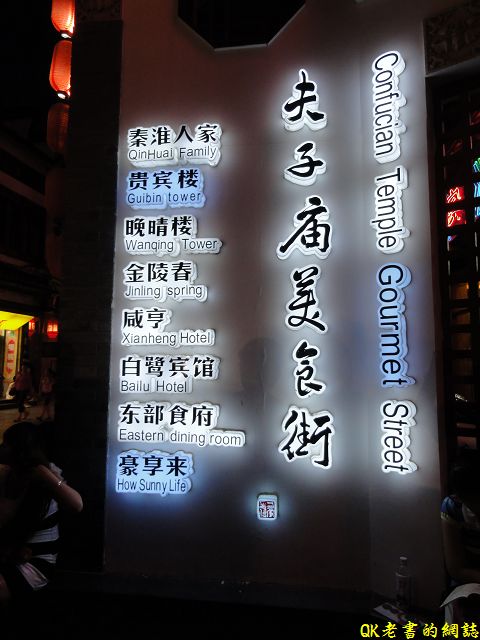 夫子庙美食街
Confucian Temple Gourmet Street
秦淮人家
QinHuai Family
贵宾楼
Guibin tower
晚晴楼
Wanqing Tower
金陵春
Jinling spring
咸亨
Xianheng Hotel
白鹭宾馆
Bailu Hotel
东部食府
Eastern dining room
豪享来
How Sunny Life
QK老書的網誌